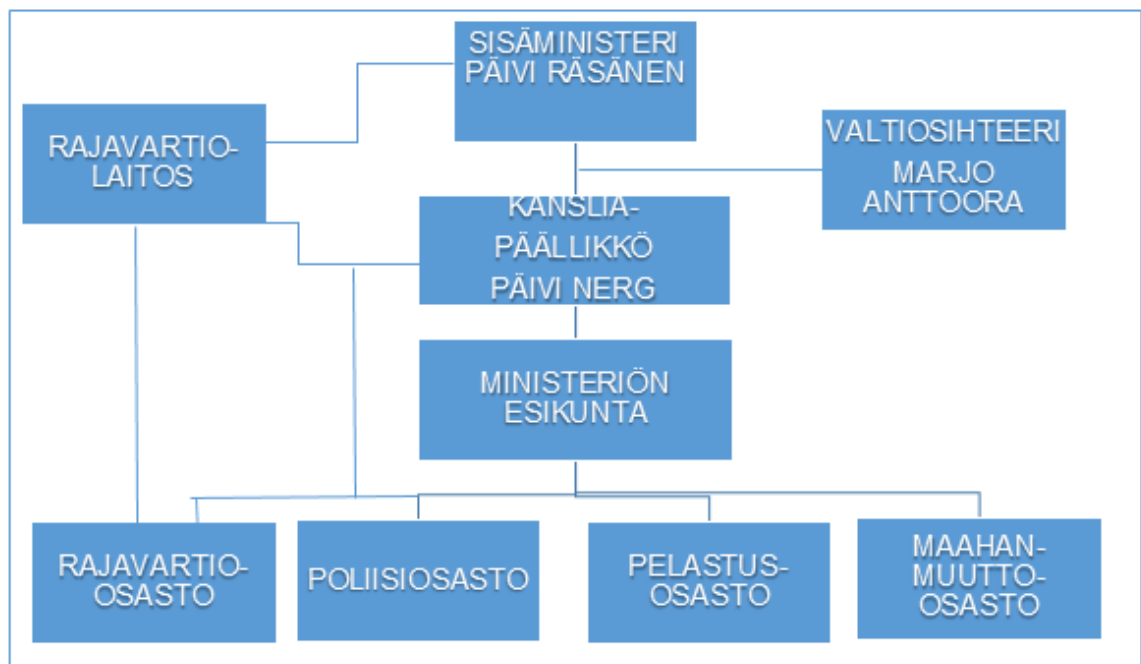 SISÄMINISTERI
PÄIVI RÄSÄNEN
RAJAVARTIO-
LAITOS
VALTIOSIHTEERI
MARJO
ANTTOORA
KANSLIA-
PÄÄLLIKKÖ
PÄIVI NERG
MINISTERIÖN
ESIKUNTA
RAJAVARTIO-
OSASTO
POLIISIOSASTO
PELASTUS-
OSASTO
MAAHAN-
MUUTTO-
OSASTO